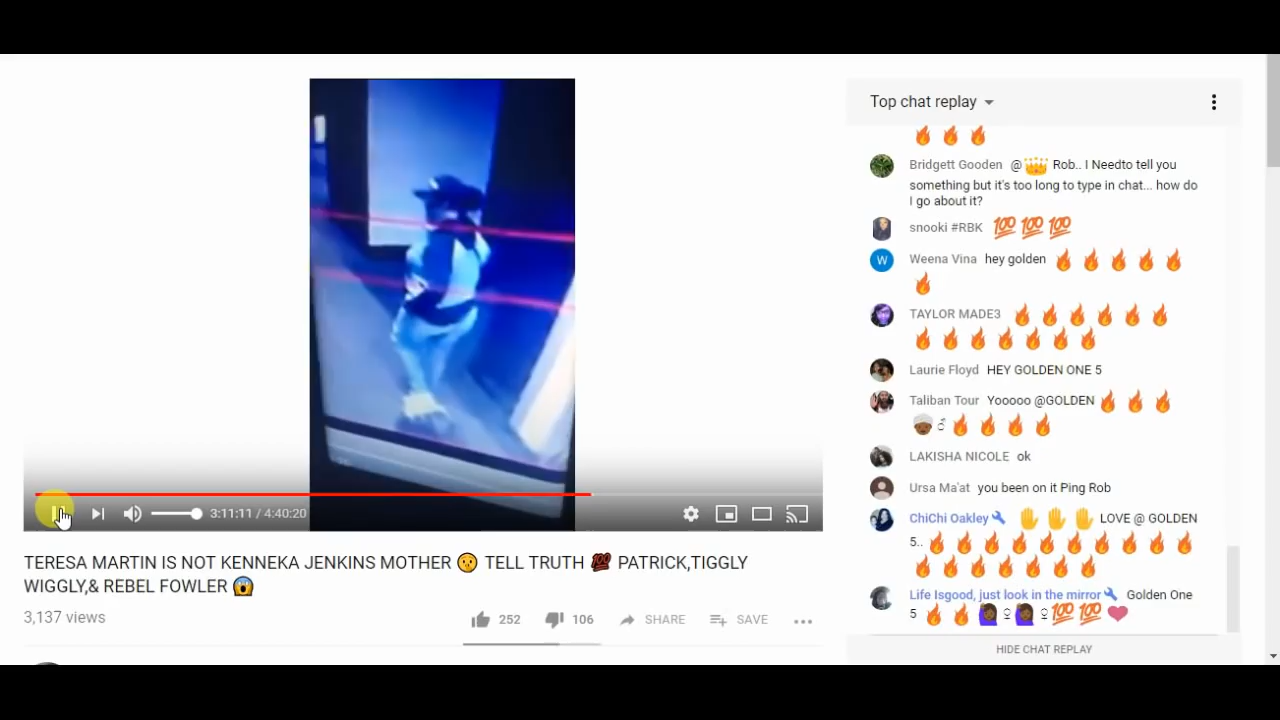 Top chat replay
🔥 🔥 🔥
Bridgett Gooden @👑 Rob.. I Needto tell you
something but it's too long to type in chat... how do
I go about it?
snooki #RBK 💯 💯 💯
Weena Vina hey golden 🔥 🔥 🔥 🔥 🔥
🔥
W
TAYLOR MADE3 🔥 🔥 🔥 🔥 🔥 🔥
🔥 🔥 🔥 🔥 🔥 🔥 🔥
Laurie Floyd HEY GOLDEN ONE 5
Taliban Tour Yooooo @GOLDEN 🔥 🔥 🔥
👳🏾♂ 🔥 🔥 🔥 🔥
LAKISHA NICOLE ok
Ursa Ma'at you been on it Ping Rob
ChiChi Oakley 🔧 ✋ ✋ ✋ LOVE @ GOLDEN
5.. 🔥 🔥 🔥 🔥 🔥 🔥 🔥 🔥 🔥 🔥
🔥 🔥 🔥 🔥 🔥 🔥 🔥
Life Isgood, just look in the mirror 🔧 Golden One
5 🔥 🔥 🙋🏾♀🙋🏾♀💯 💯 ❤
HIDE CHAT REPLAY
3:11:11 / 4:40:20
TERESA MARTIN IS NOT KENNEKA JENKINS MOTHER 🤫 TELL TRUTH 💯 PATRICK,TIGGLY
WIGGLY,& REBEL FOWLER 😱
3,137 views
252
106
SHARE
SAVE